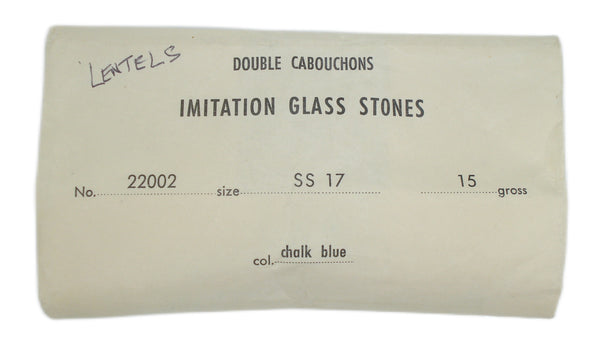 LENTELS
DOUBLE CABOUCHONS
IMITATION GLASS STONES
No. 22002 size SS 17 15 gross
col. chalk blue